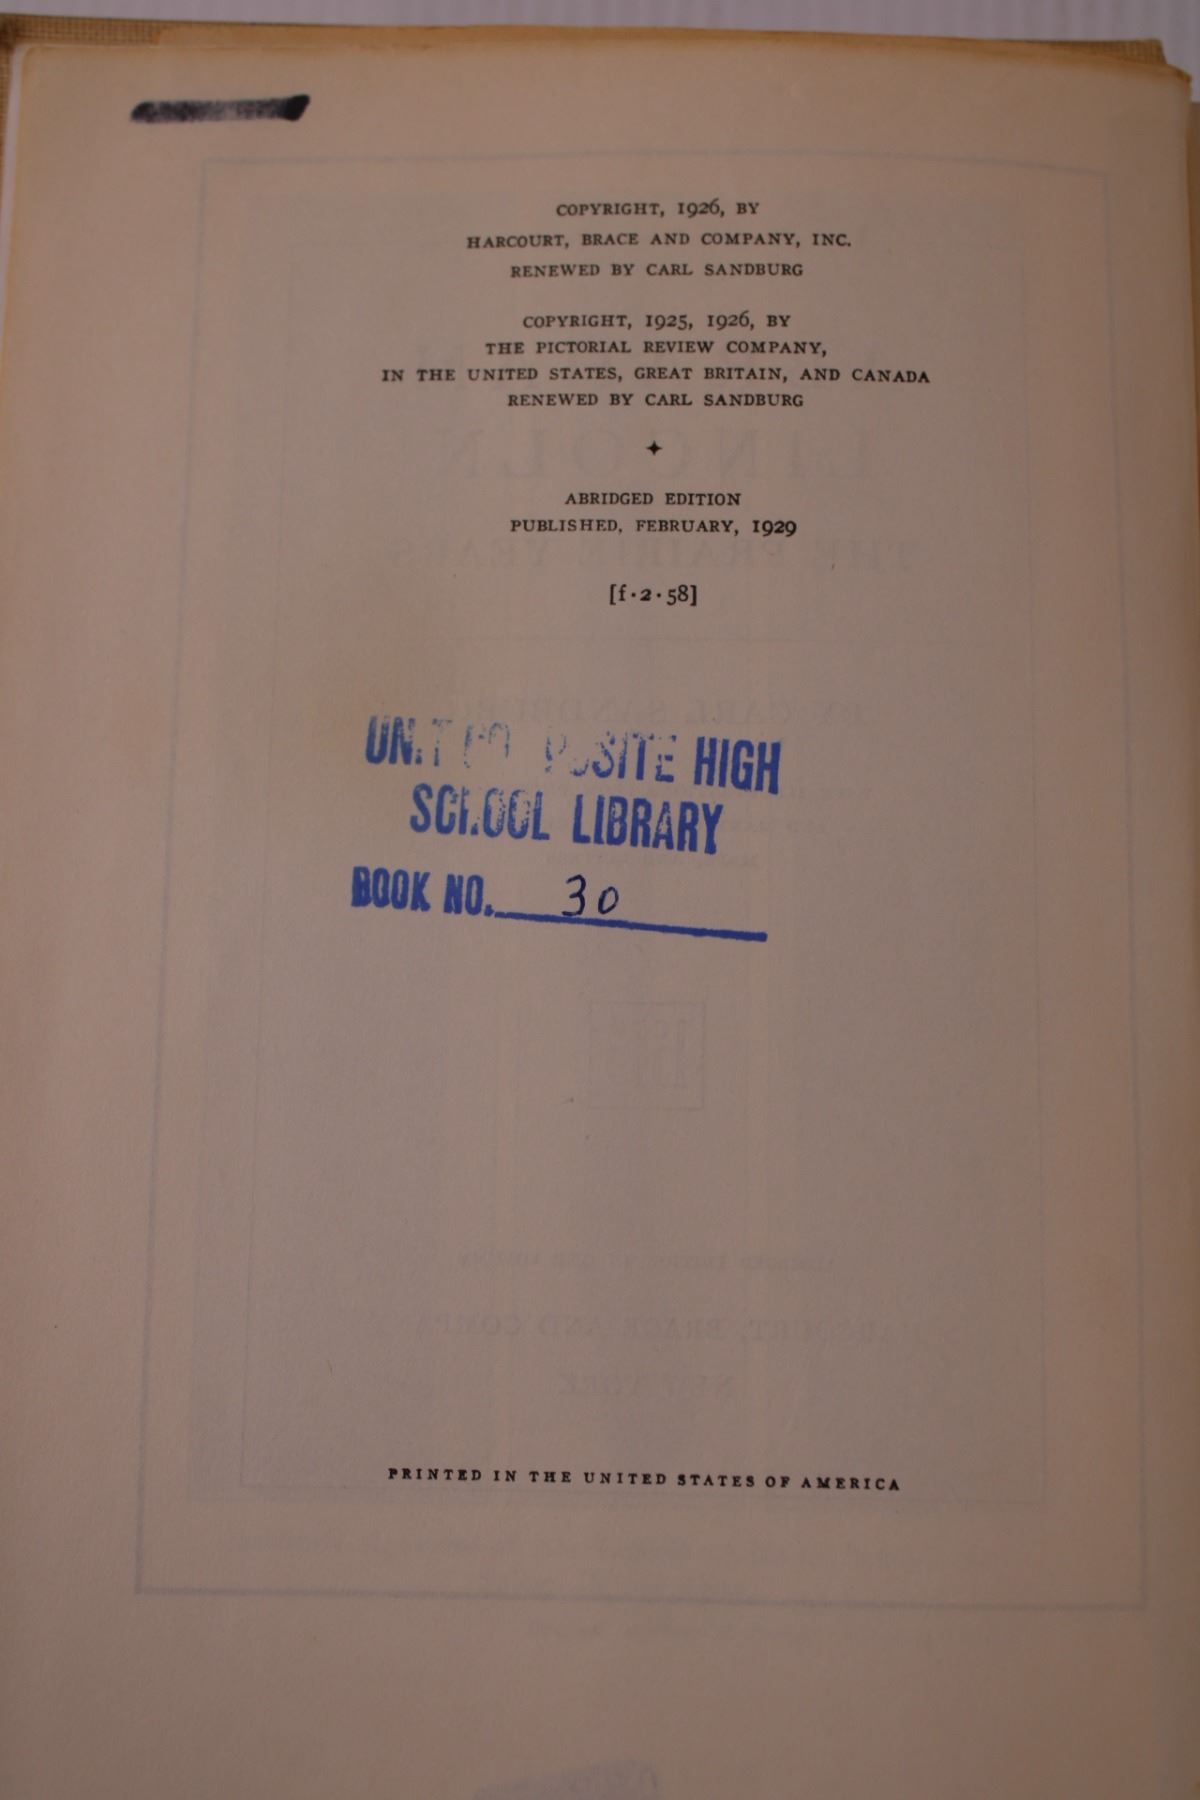 COPYRIGHT, 1926, BY
HARCOURT, BRACE AND COMPANY, INC.
RENEWED BY CARL SANDBURG
COPYRIGHT, 1925, 1926, BY
THE PICTORIAL REVIEW COMPANY,
IN THE UNITED STATES, GREAT BRITAIN, AND CANADA
RENEWED BY CARL SANDBURG
ABRIDGED EDITION
PUBLISHED, FEBRUARY, 1929
[f·2·58]
UNIT HIGH
SCHOOL LIBRARY
BOOK NO. 30
PRINTED IN THE UNITED STATES OF AMERICA